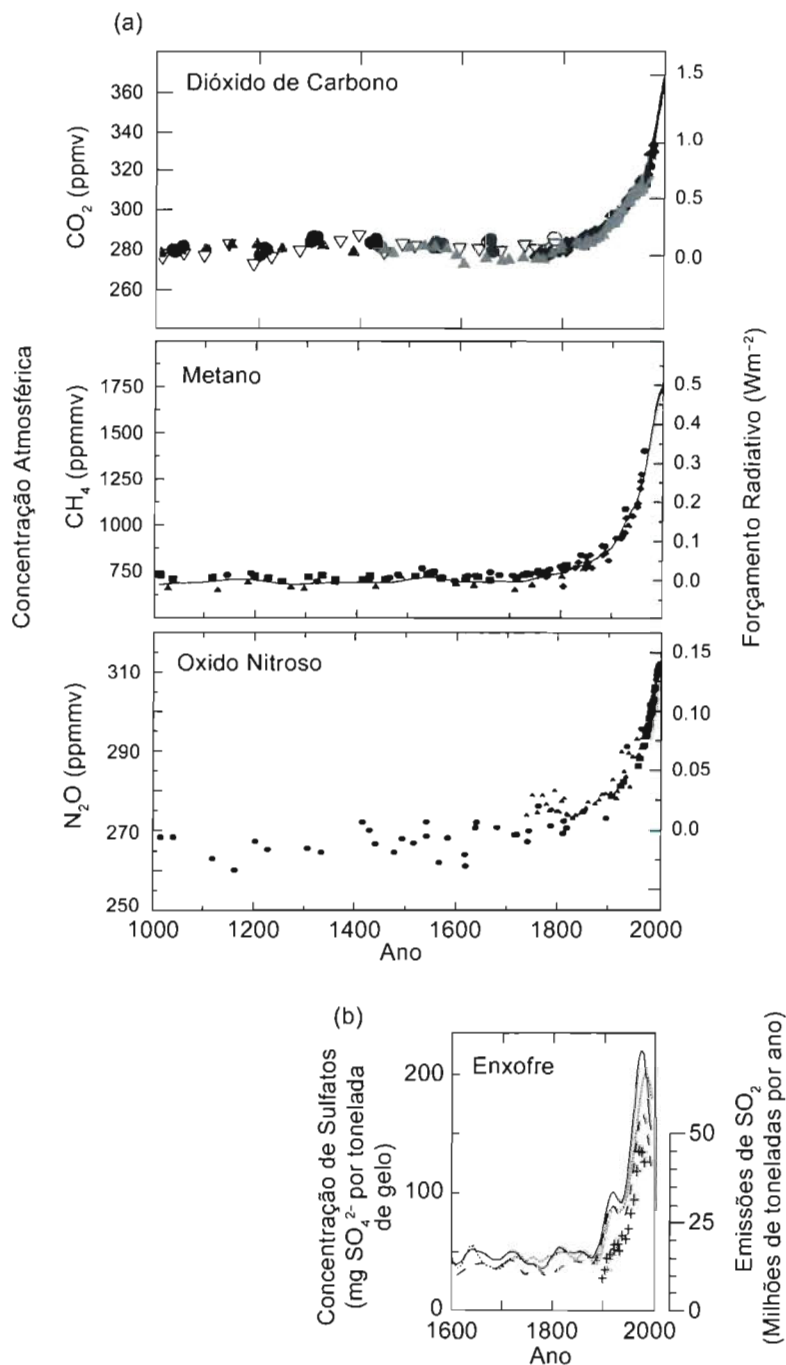 (a)
Dióxido de Carbono
CO₂ (ppmv)
360
340
320
300
280
260
1.5
1.0
0.5
0.0
Metano
CH₄ (ppmmv)
1750
1500
1250
1000
750
0.5
0.4
0.3
0.2
0.1
0.0
Oxido Nitroso
N₂O (ppmmv)
310
290
270
250
0.15
0.10
0.05
0.0
1000 1200 1400 1600 1800 2000
Ano
Concentração Atmosférica
Forçamento Radiativo (Wm⁻²)
(b)
Enxofre
Concentração de Sulfatos
(mg SO₄²⁻ por tonelada
de gelo)
200
100
0
50
25
0
Emissões de SO₂
(Milhões de toneladas por ano)
1600 1800 2000
Ano